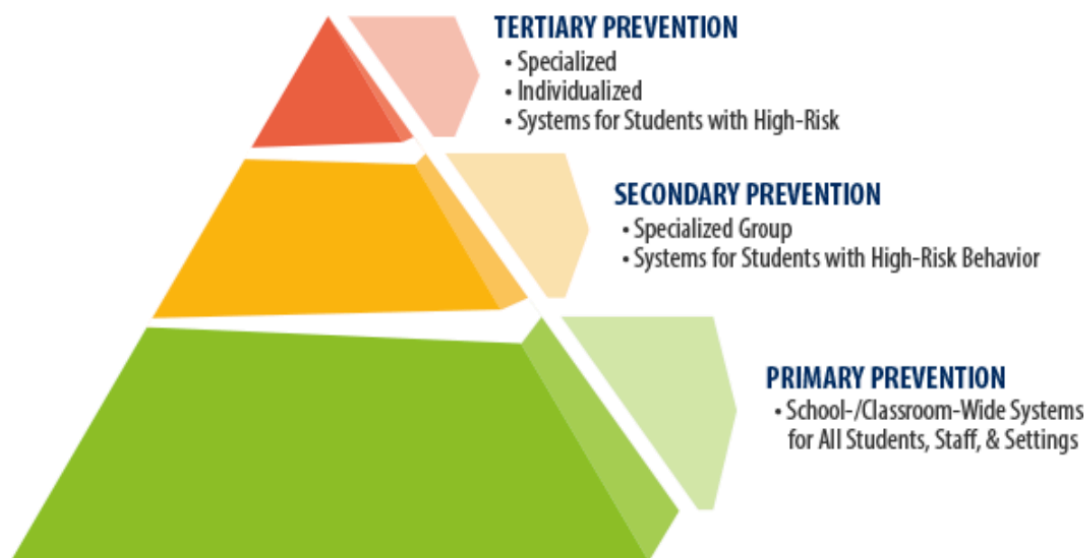 TERTIARY PREVENTION
• Specialized
• Individualized
• Systems for Students with High-Risk
SECONDARY PREVENTION
• Specialized Group
• Systems for Students with High-Risk Behavior
PRIMARY PREVENTION
• School-/Classroom-Wide Systems
for All Students, Staff, & Settings